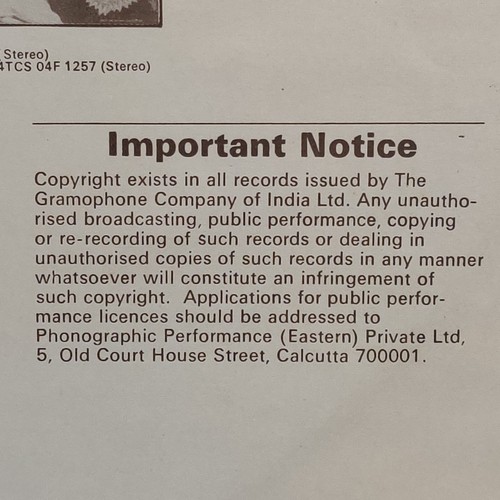 Stereo)
4TCS 04F 1257 (Stereo)
Important Notice
Copyright exists in all records issued by The
Gramophone Company of India Ltd. Any unautho-
rised broadcasting, public performance, copying
or re-recording of such records or dealing in
unauthorised copies of such records in any manner
whatsoever will constitute an infringement of
such copyright. Applications for public perfor-
mance licences should be addressed to
Phonographic Performance (Eastern) Private Ltd,
5, Old Court House Street, Calcutta 700001.